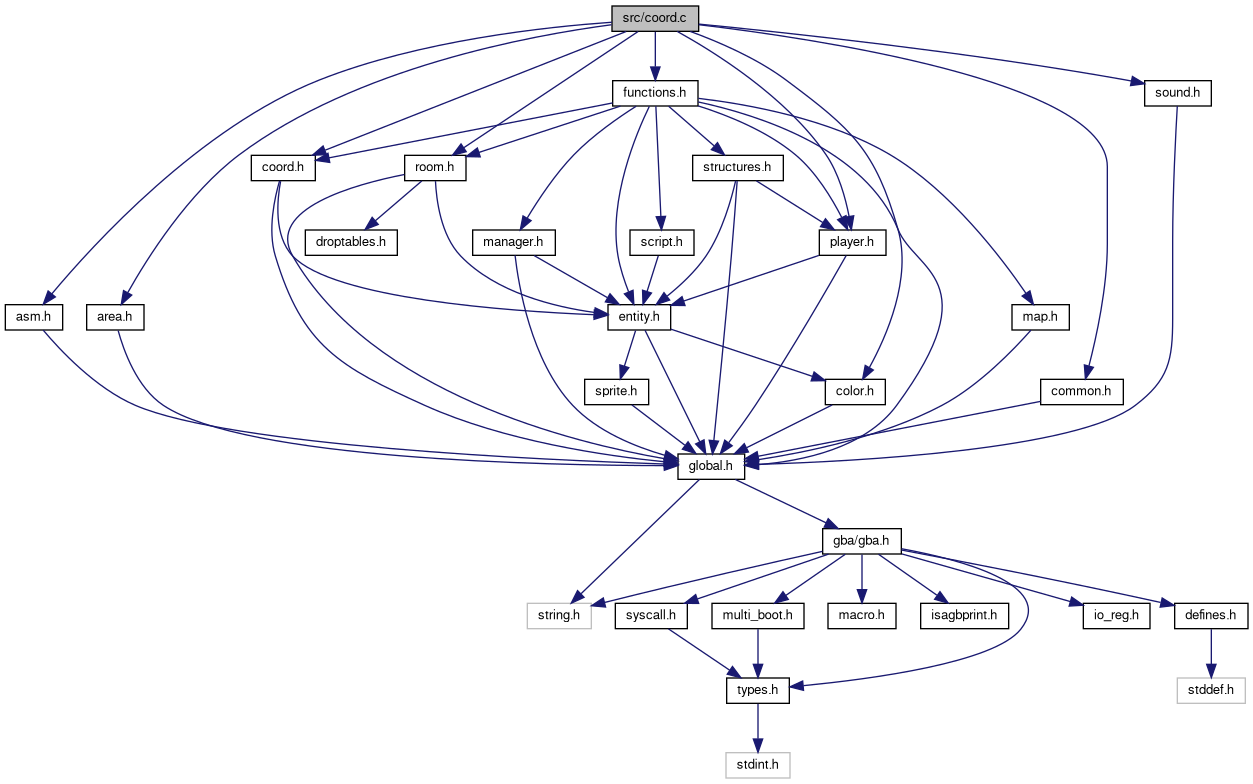 src/coord.c
functions.h
sound.h
coord.h
room.h
structures.h
droptables.h
manager.h
script.h
player.h
asm.h
area.h
entity.h
map.h
sprite.h
color.h
common.h
global.h
gba/gba.h
string.h
syscall.h
multi_boot.h
macro.h
isagbprint.h
io_reg.h
defines.h
types.h
stddef.h
stdint.h